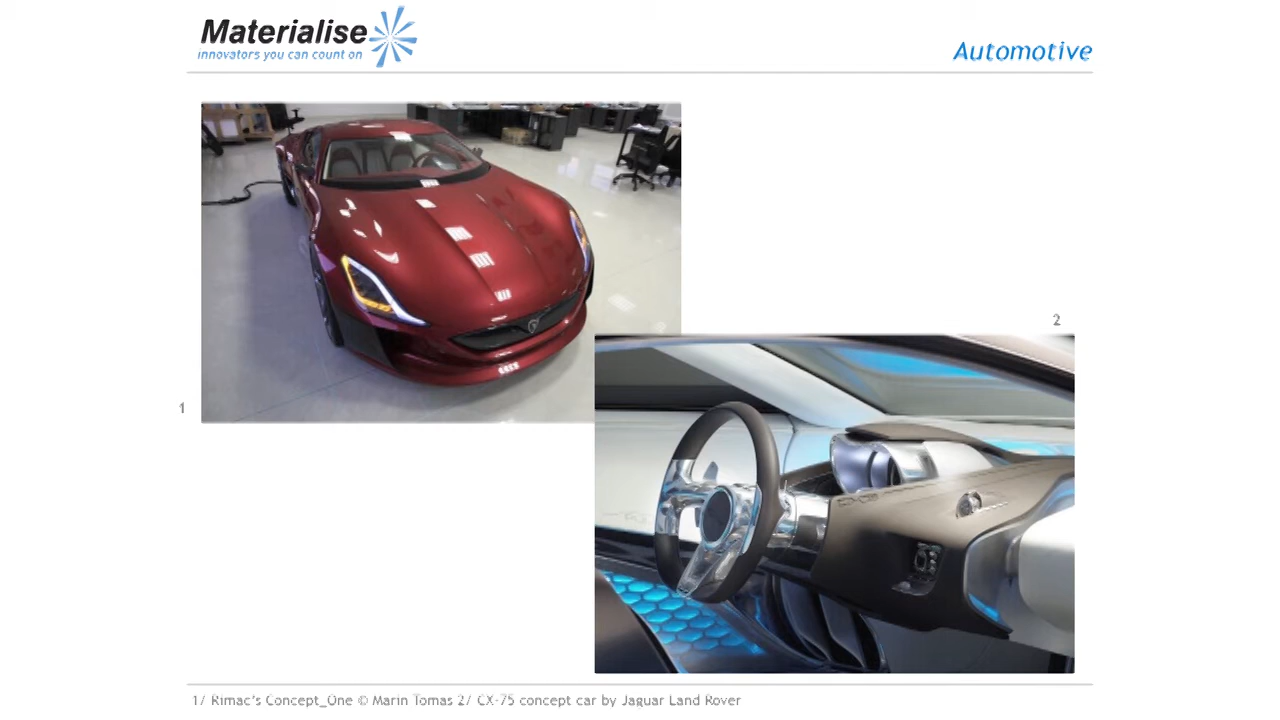 Materialise
innovators you can count on
Automotive
1
2
1/ Rimac's Concept_One © Marin Tomas 2/ CX-75 concept car by Jaguar Land Rover